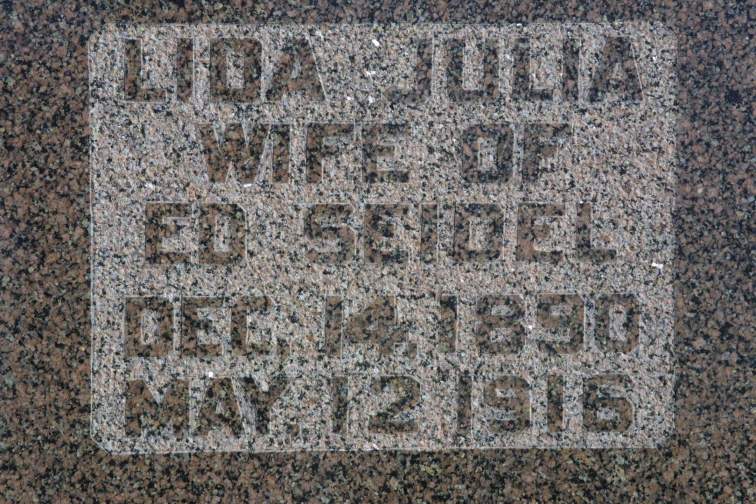 LIDA JULIA
WIFE OF
ED SEIDEL
DEC. 14, 1890
MAY. 12 1916